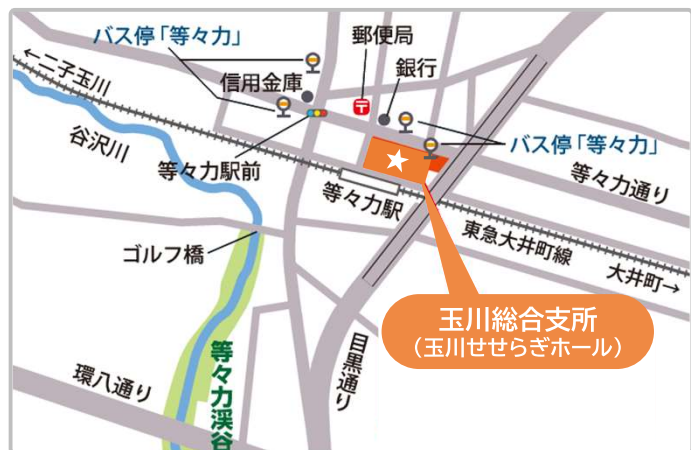 バス停「等々力」
郵便局
←二子玉川
信用金庫
銀行
谷沢川
等々力駅前
バス停「等々力」
等々力通り
等々力駅
東急大井町線
大井町→
ゴルフ橋
玉川総合支所
（玉川せせらぎホール）
目黒通り
等々力渓谷
環八通り